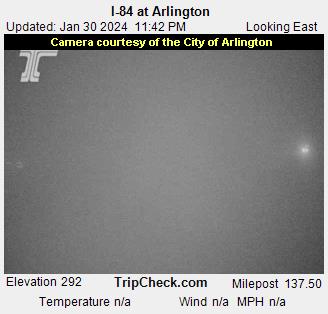 I-84 at Arlington
Updated: Jan 30 2024 11:42 PM Looking East
Camera courtesy of the City of Arlington
Elevation 292 TripCheck.com Milepost 137.50
Temperature n/a Wind n/a MPH n/a